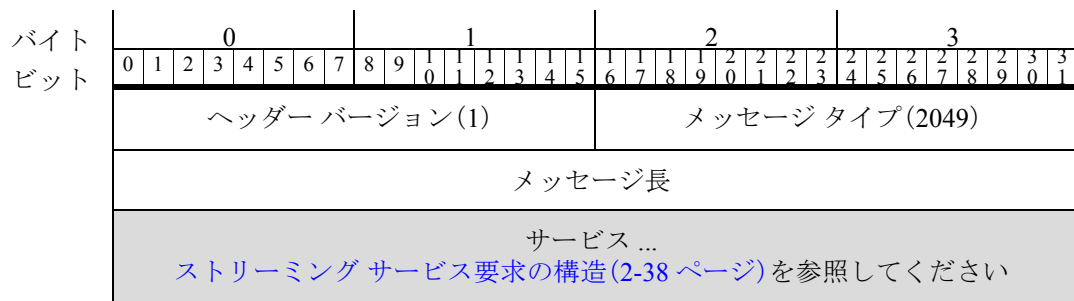 バイト 0 1 2 3
ビット 0 1 2 3 4 5 6 7 8 9 10 11 12 13 14 15 16 17 18 19 20 21 22 23 24 25 26 27 28 29 30 31
ヘッダー バージョン(1) メッセージ タイプ(2049)
メッセージ長
サービス ...
ストリーミング サービス要求の構造(2-38 ページ)を参照してください